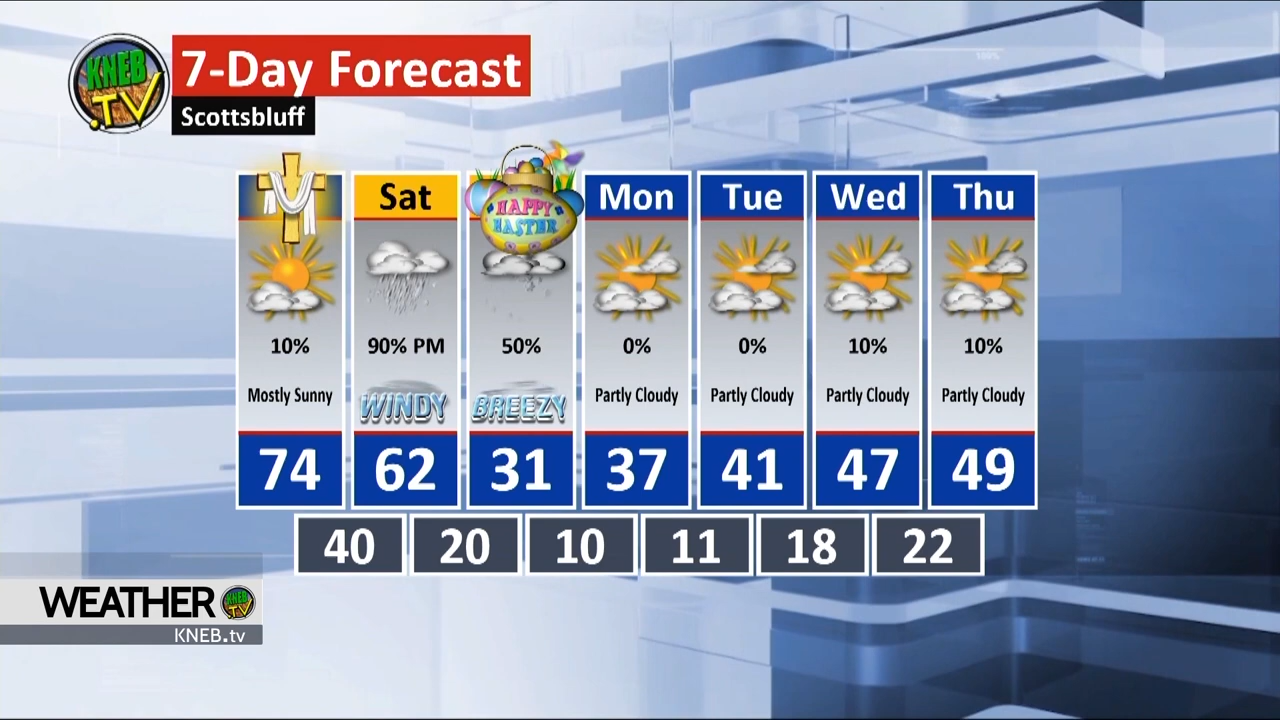 KNEB
.TV
7-Day Forecast
Scottsbluff
Sat
HAPPY
EASTER
Mon
Tue
Wed
Thu
10%
90% PM
50%
0%
0%
10%
10%
Mostly Sunny
WINDY
BREEZY
Partly Cloudy
Partly Cloudy
Partly Cloudy
Partly Cloudy
74
62
31
37
41
47
49
40
20
10
11
18
22
WEATHER
KNEB
.TV
KNEB.tv